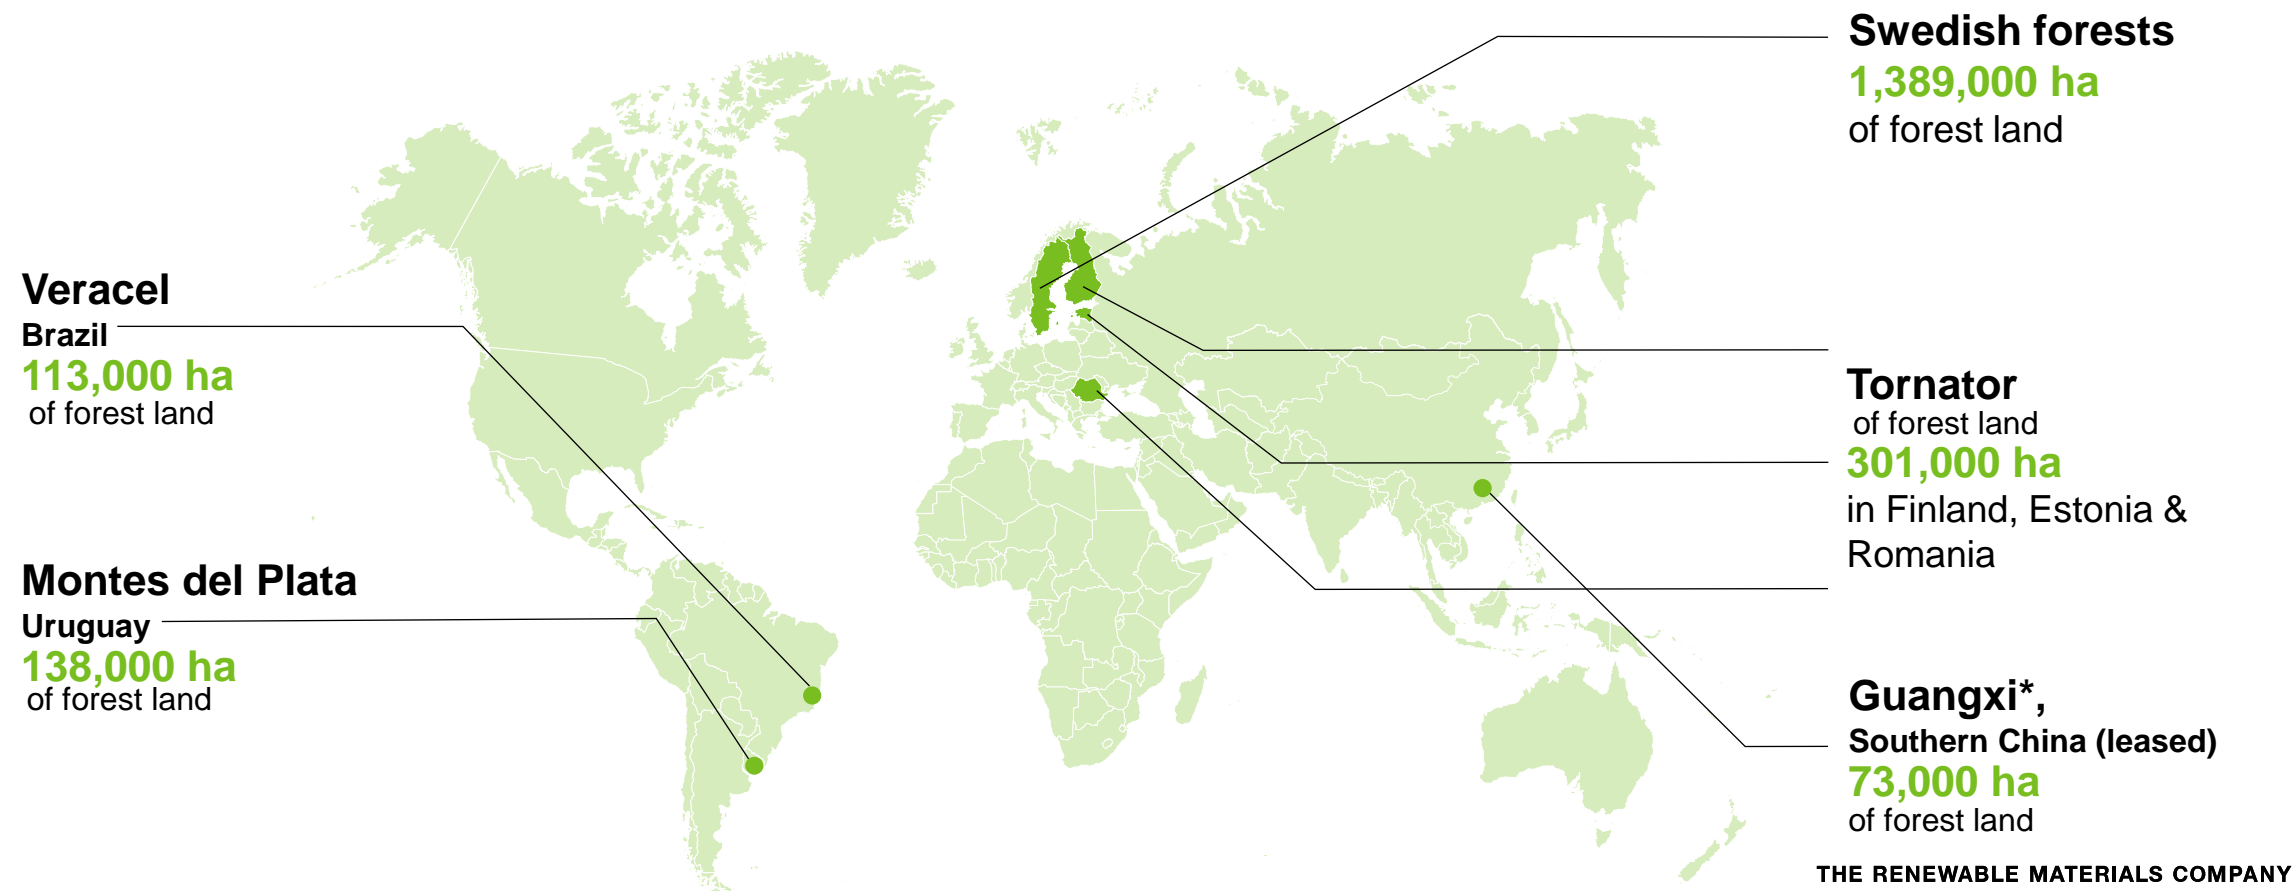 Swedish forests
1,389,000 ha
of forest land
Veracel
Brazil
113,000 ha
of forest land
Tornator
of forest land
301,000 ha
in Finland, Estonia &
Romania
Montes del Plata
Uruguay
138,000 ha
of forest land
Guangxi*,
Southern China (leased)
73,000 ha
of forest land
THE RENEWABLE MATERIALS COMPANY